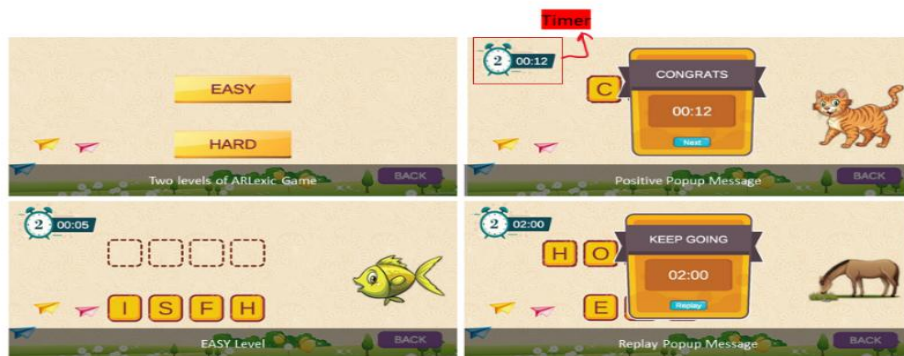 Timer
EASY
HARD
Two levels of ARLexic Game
BACK
2 00:12
C
CONGRATS
00:12
Next
Positive Popup Message
BACK
2 00:05
I S F H
EASY Level
BACK
2 02:00
H O
KEEP GOING
02:00
E
Replay
Replay Popup Message
BACK